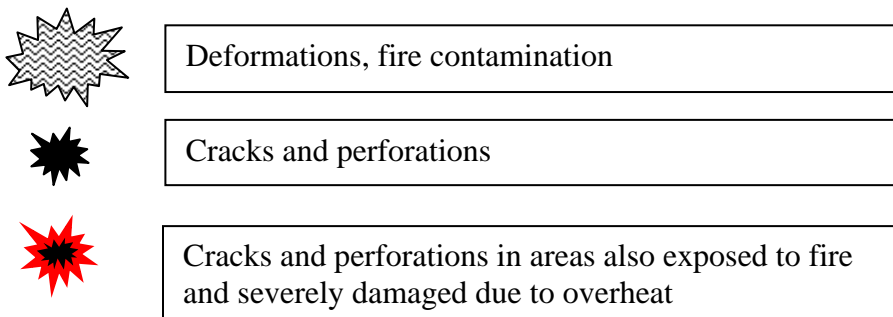 Deformations, fire contamination
Cracks and perforations
Cracks and perforations in areas also exposed to fire
and severely damaged due to overheat